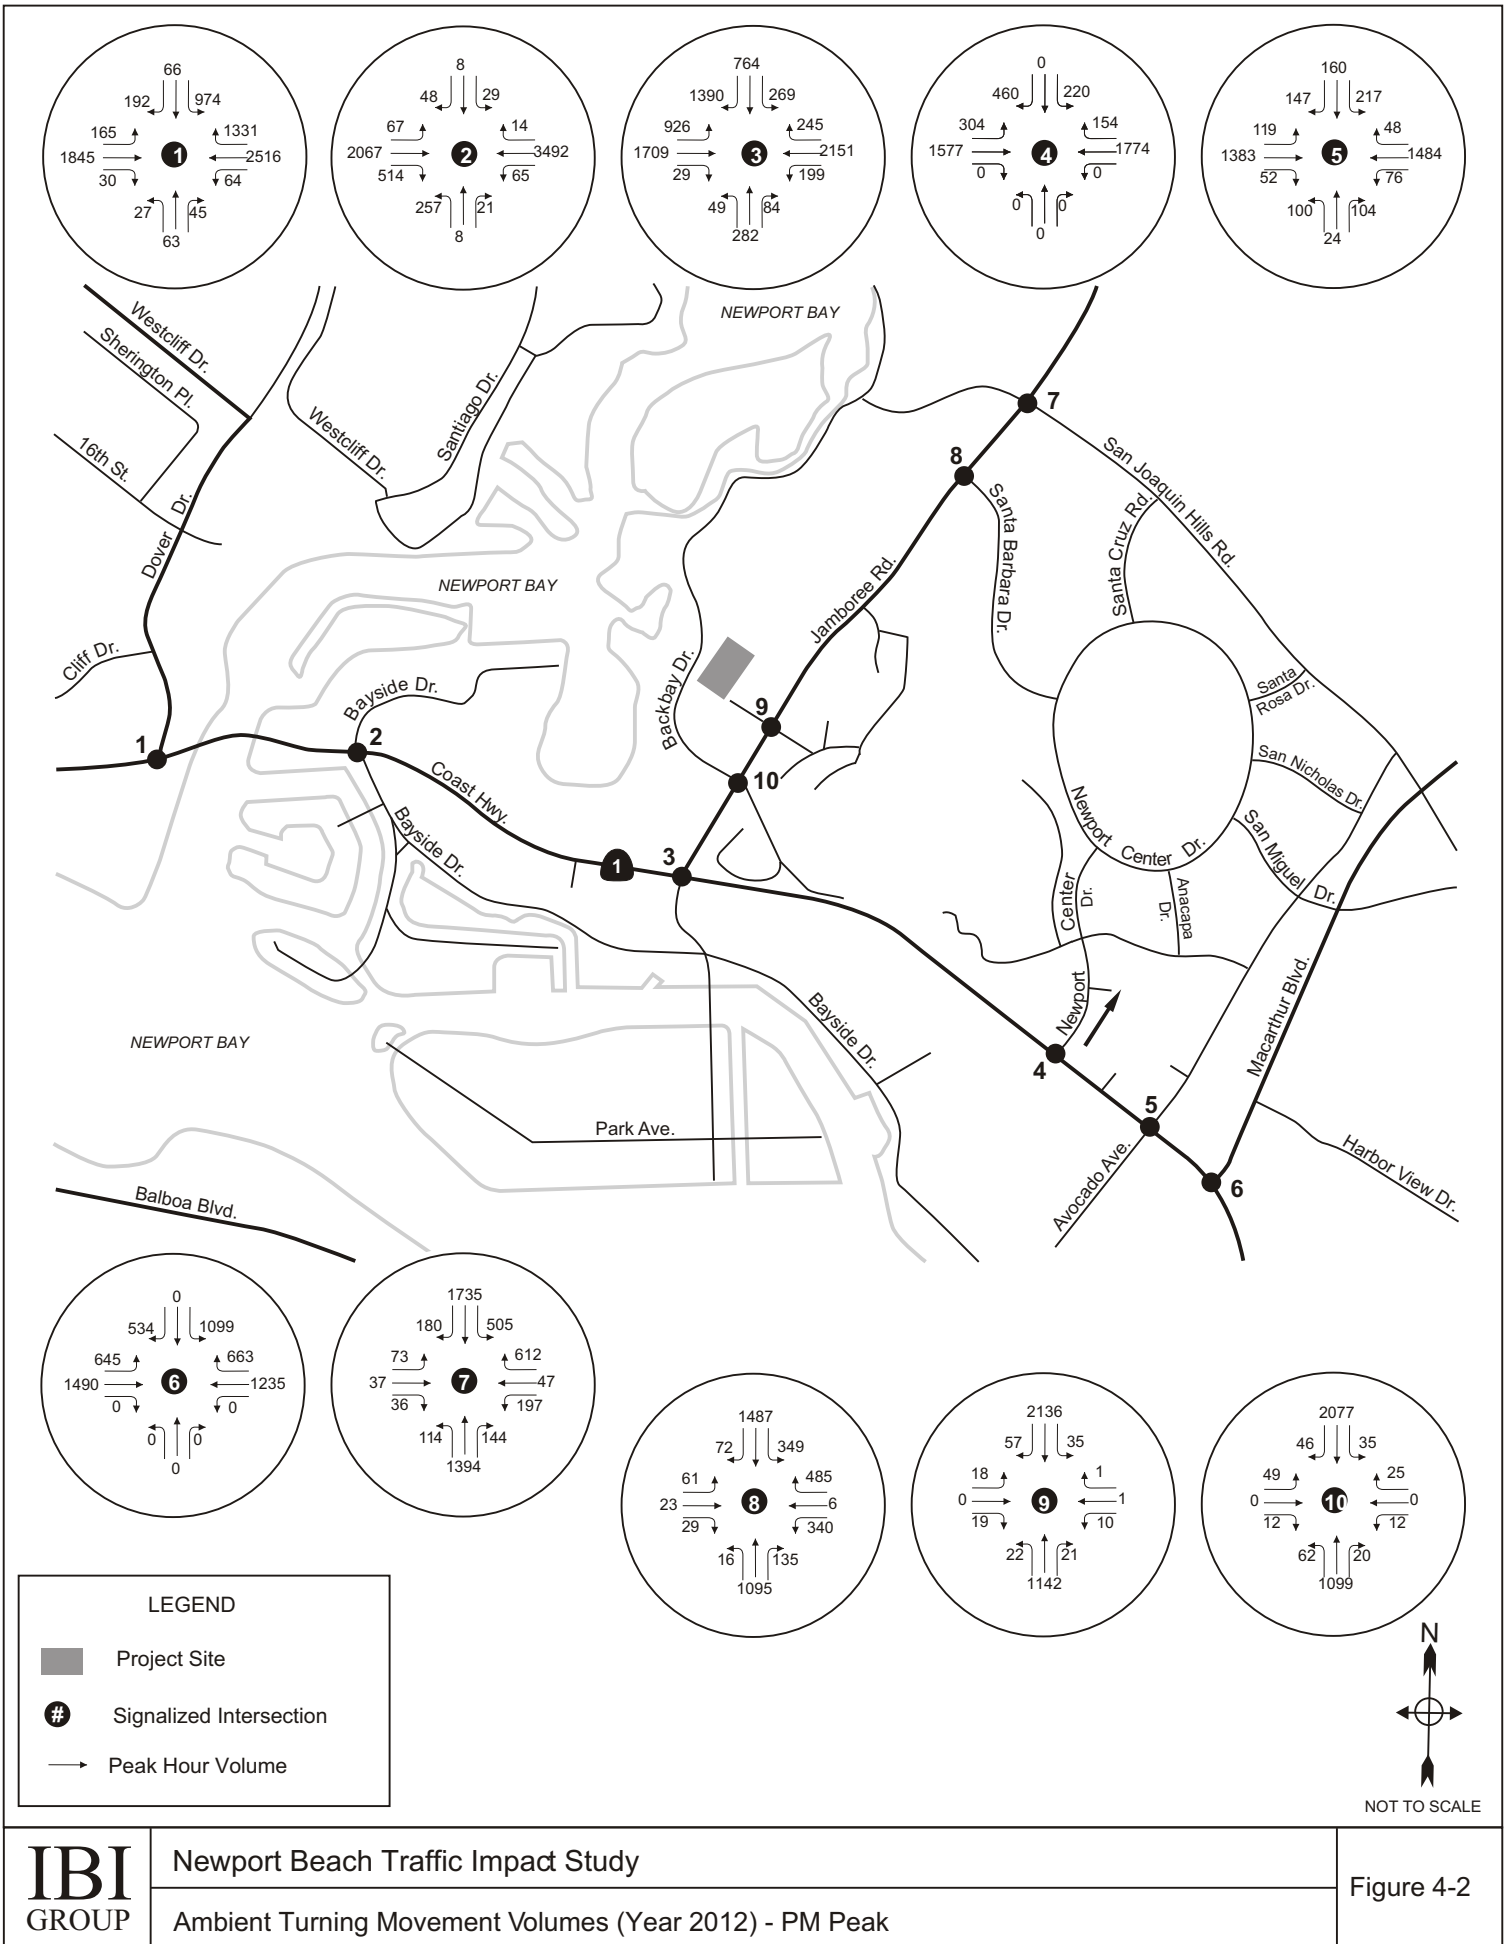 66
192 974
165 1331
1845 1 2516
30 64
27 45
63
8
48 29
67 14
2067 2 3492
514 65
257 21
8
764
1390 269
926 245
1709 3 2151
29 199
49 84
282
0
460 220
304 154
1577 4 1774
0 0
0 0
0
160
147 217
119 48
1383 5 1484
52 76
100 104
24
Westcliff Dr.
Sherington Pl.
16th St.
Dover Dr.
Cliff Dr.
Westcliff Dr.
Santiago Dr.
NEWPORT BAY
NEWPORT BAY
7
8
San Joaquin Hills Rd.
Santa Cruz Rd.
Santa Barbara Dr.
Jamboree Rd.
Backbay Dr.
Bayside Dr.
Santa
Rosa Dr.
9
1
2
10
Coast Hwy.
San Nicholas Dr.
Newport Center Dr.
San Miguel Dr.
Bayside Dr.
1
3
Center
Dr.
Anacapa
Dr.
Newport
Macarthur Blvd.
NEWPORT BAY
Bayside Dr.
4
5
Park Ave.
Avocado Ave.
6
Harbor View Dr.
Balboa Blvd.
0
534 1099
645 663
1490 6 1235
0 0
0 0
0
1735
180 505
73 612
37 7 47
36 197
114 144
1394
1487
72 349
61 485
23 8 6
29 340
16 135
1095
2136
57 35
18 1
0 9 1
19 10
22 21
1142
2077
46 35
49 25
0 10 0
12 12
62 20
1099
LEGEND
Project Site
# Signalized Intersection
Peak Hour Volume
N
NOT TO SCALE
IBI
GROUP
Newport Beach Traffic Impact Study
Ambient Turning Movement Volumes (Year 2012) - PM Peak
Figure 4-2